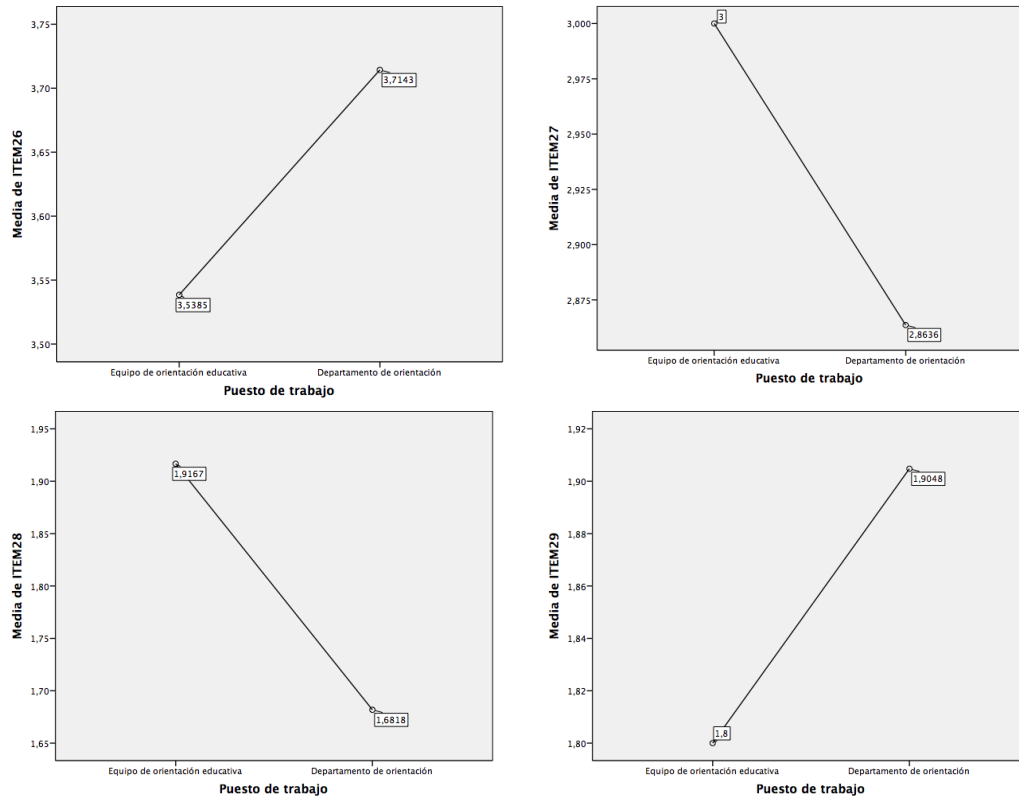 Media de ITEM26
3,75
3,70
3,65
3,60
3,55
3,50
3,7143
3,5385
Equipo de orientación educativa
Departamento de orientación
Puesto de trabajo
Media de ITEM27
3,000
2,975
2,950
2,925
2,900
2,875
3
2,8636
Equipo de orientación educativa
Departamento de orientación
Puesto de trabajo
Media de ITEM28
1,95
1,90
1,85
1,80
1,75
1,70
1,65
1,9167
1,6818
Equipo de orientación educativa
Departamento de orientación
Puesto de trabajo
Media de ITEM29
1,92
1,90
1,88
1,86
1,84
1,82
1,80
1,9048
1,8
Equipo de orientación educativa
Departamento de orientación
Puesto de trabajo